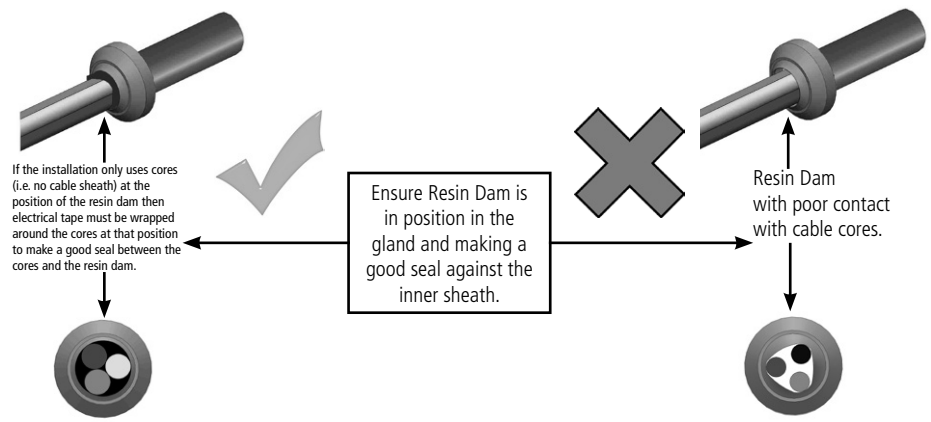 If the installation only uses cores
(i.e. no cable sheath) at the
position of the resin dam then
electrical tape must be wrapped
around the cores at that position
to make a good seal between the
cores and the resin dam.
Ensure Resin Dam is
in position in the
gland and making a
good seal against the
inner sheath.
Resin Dam
with poor contact
with cable cores.